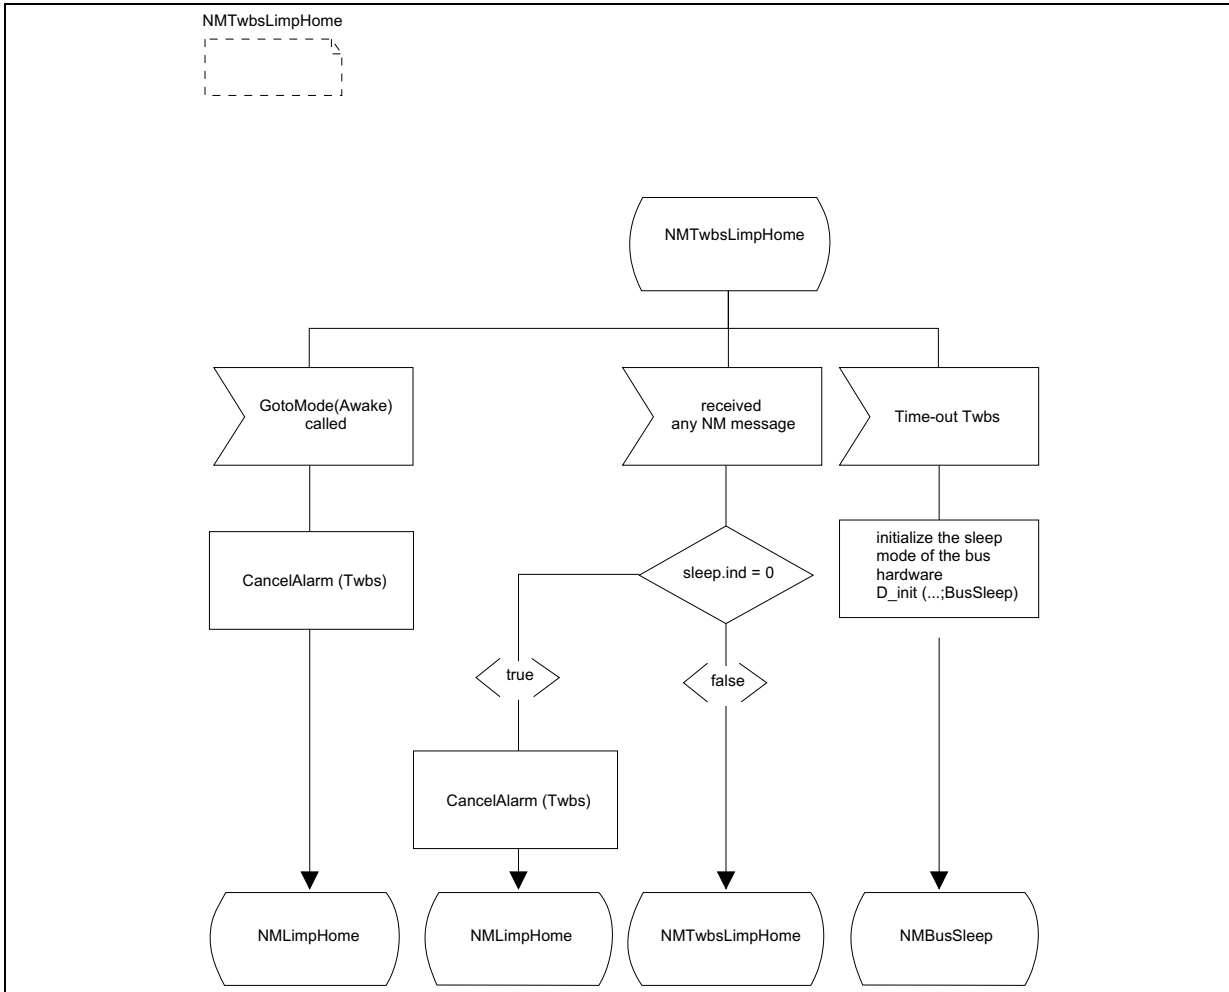 NMTwbsLimpHome
NMTwbsLimpHome
GotoMode(Awake)
called
received
any NM message
Time-out Twbs
CancelAlarm (Twbs)
sleep.ind = 0
initialize the sleep
mode of the bus
hardware
D_init (...;BusSleep)
true
false
CancelAlarm (Twbs)
NMLimpHome
NMLimpHome
NMTwbsLimpHome
NMBusSleep